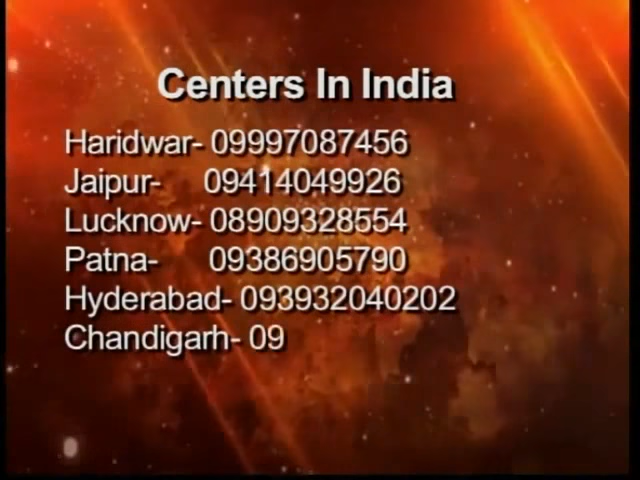 Centers In India
Haridwar- 09997087456
Jaipur- 09414049926
Lucknow- 08909328554
Patna- 09386905790
Hyderabad- 093932040202
Chandigarh- 09